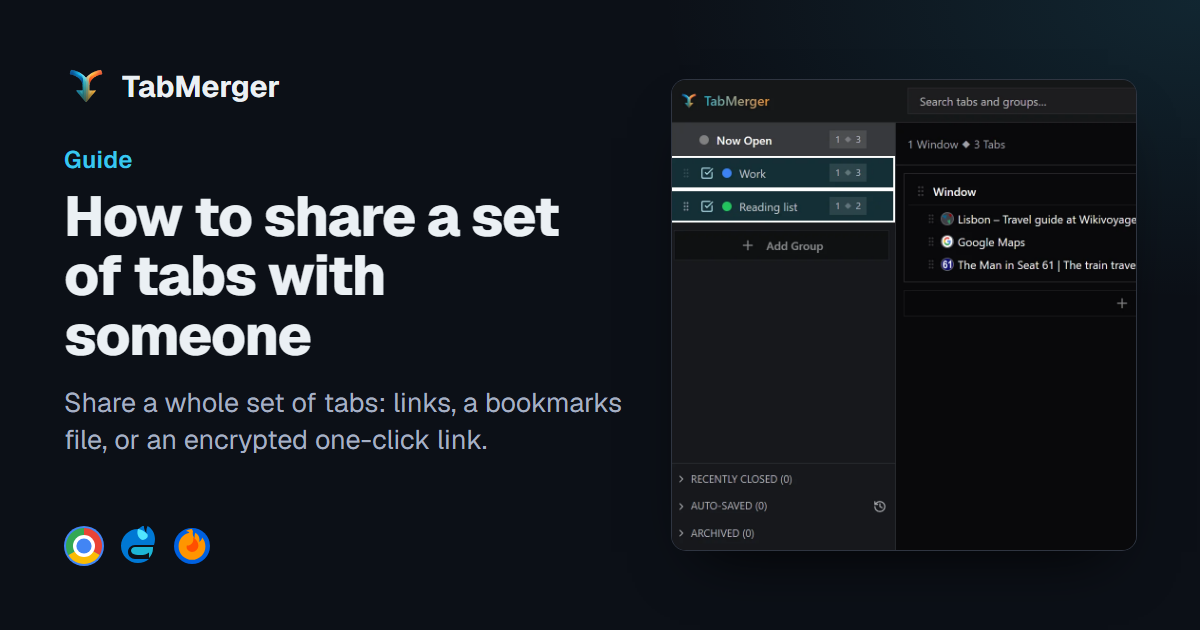 TabMerger
Guide
How to share a set
of tabs with
someone
Share a whole set of tabs: links, a bookmarks
file, or an encrypted one-click link.
TabMerger
Search tabs and groups...
Now Open
1 ◆ 3
Work
1 ◆ 3
Reading list
1 ◆ 2
+ Add Group
RECENTLY CLOSED (0)
AUTO-SAVED (0)
ARCHIVED (0)
1 Window ◆ 3 Tabs
Window
Lisbon – Travel guide at Wikivoyage
Google Maps
61 The Man in Seat 61 | The train trave
+